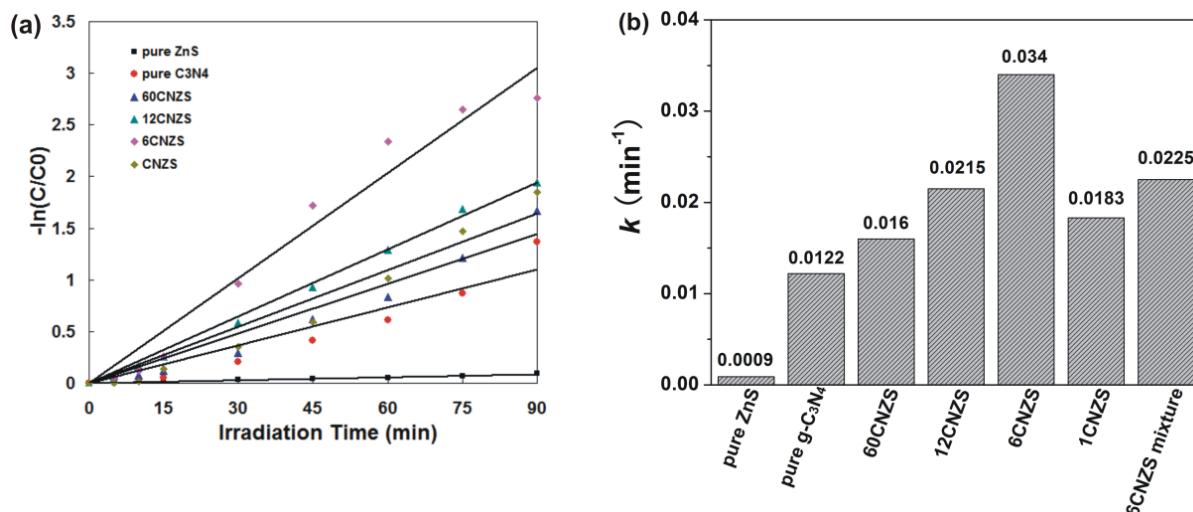 (a)
3.5
3
2.5
2
1.5
1
0.5
0
-ln(C/C0)
pure ZnS
pure C3N4
60CNZS
12CNZS
6CNZS
CNZS
0 15 30 45 60 75 90
Irradiation Time (min)
(b)
0.04
0.03
0.02
0.01
0.00
k (min⁻¹)
0.0009
0.0122
0.016
0.0215
0.034
0.0183
0.0225
pure ZnS
pure g-C₃N₄
60CNZS
12CNZS
6CNZS
1CNZS
6CNZS mixture